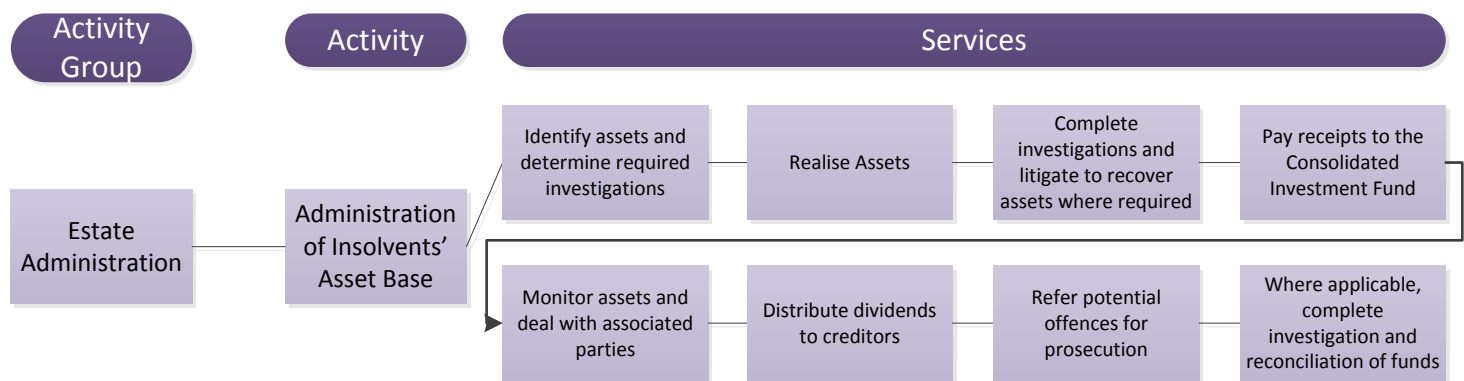 Activity
Group
Activity
Services
Identify assets and
determine required
investigations
Realise Assets
Complete
investigations and
litigate to recover
assets where required
Pay receipts to the
Consolidated
Investment Fund
Estate
Administration
Administration
of Insolvents’
Asset Base
Monitor assets and
deal with associated
parties
Distribute dividends
to creditors
Refer potential
offences for
prosecution
Where applicable,
complete
investigation and
reconciliation of funds